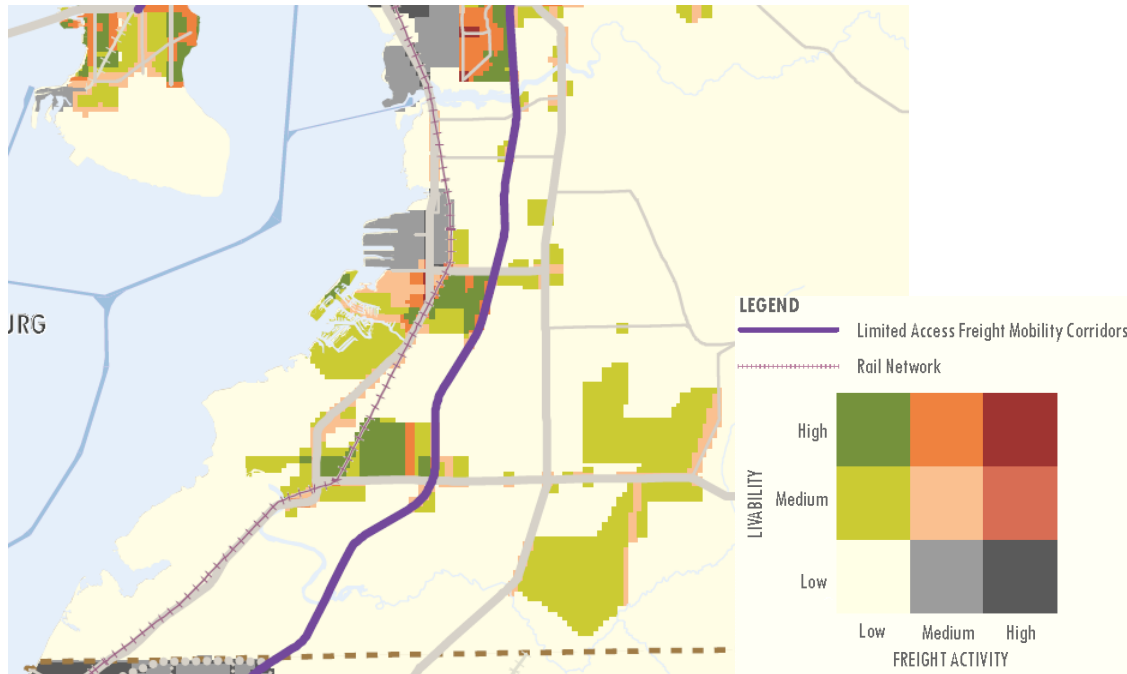 URG
LEGEND
Limited Access Freight Mobility Corridors
Rail Network
High
Medium
Low
LIVABILITY
Low Medium High
FREIGHT ACTIVITY